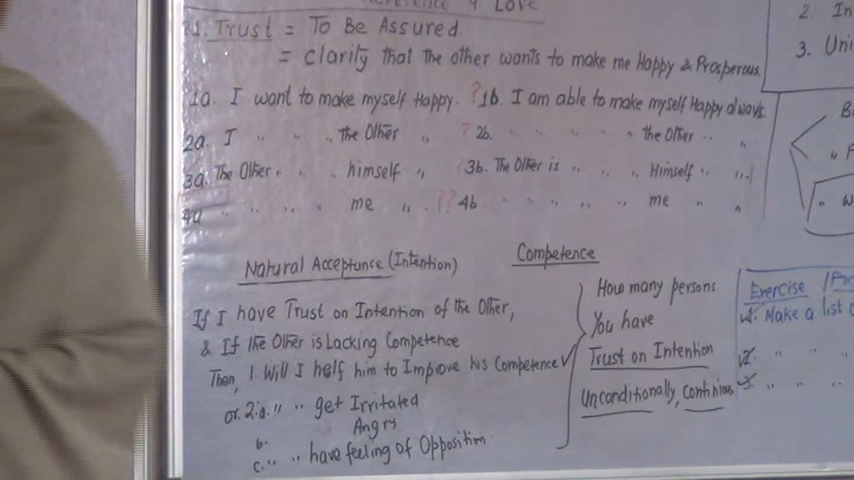 Love
1. Trust = To Be Assured
= clarity that the other wants to make me Happy & Prosperous.
1a. I want to make myself Happy. ? 1b. I am able to make myself Happy always.
2a. I " " " the Other " ? 2b. " " " " the Other " "
3a. The Other " " " himself " 3b. The Other is " " " Himself " "
4a " " " " me " ?? 4b " " " " " me " "
Natural Acceptance (Intention)
Competence
If I have Trust on Intention of the Other,
& If the Other is Lacking Competence
Then, 1. Will I helf him to Improve his Competence ✓
or 2.a. " " get Irritated
b. Angry
c. " " have feeling of Opposition
How many persons
You have
Trust on Intention
Unconditionally, continious
Exercise
1. Make a list
2. " " "
3. " " "
2. In
3. Uni